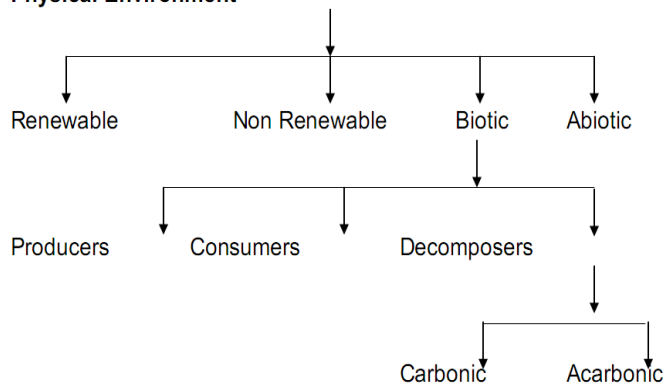 Physical Environment
Renewable Non Renewable Biotic Abiotic
Producers Consumers Decomposers
Carbonic Acarbonic